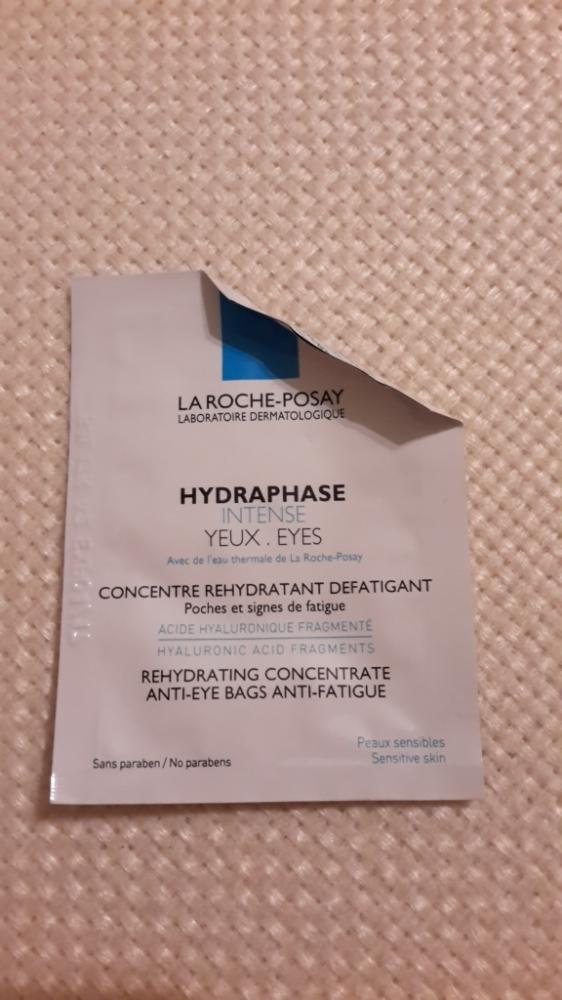 LA ROCHE-POSAY
LABORATOIRE DERMATOLOGIQUE
HYDRAPHASE
INTENSE
YEUX . EYES
Avec de l'eau thermale de La Roche-Posay
CONCENTRE REHYDRATANT DEFATIGANT
Poches et signes de fatigue
ACIDE HYALURONIQUE FRAGMENTÉ
HYALURONIC ACID FRAGMENTS
REHYDRATING CONCENTRATE
ANTI-EYE BAGS ANTI-FATIGUE
Peaux sensibles
Sensitive skin
Sans paraben / No parabens